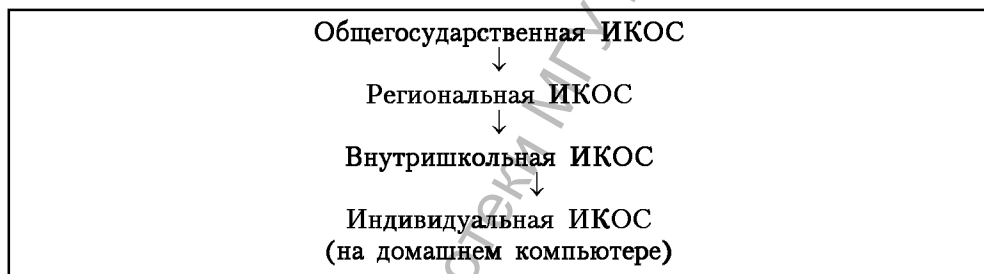 Общегосударственная ИКОС
↓
Региональная ИКОС
↓
Внутришкольная ИКОС
↓
Индивидуальная ИКОС
(на домашнем компьютере)